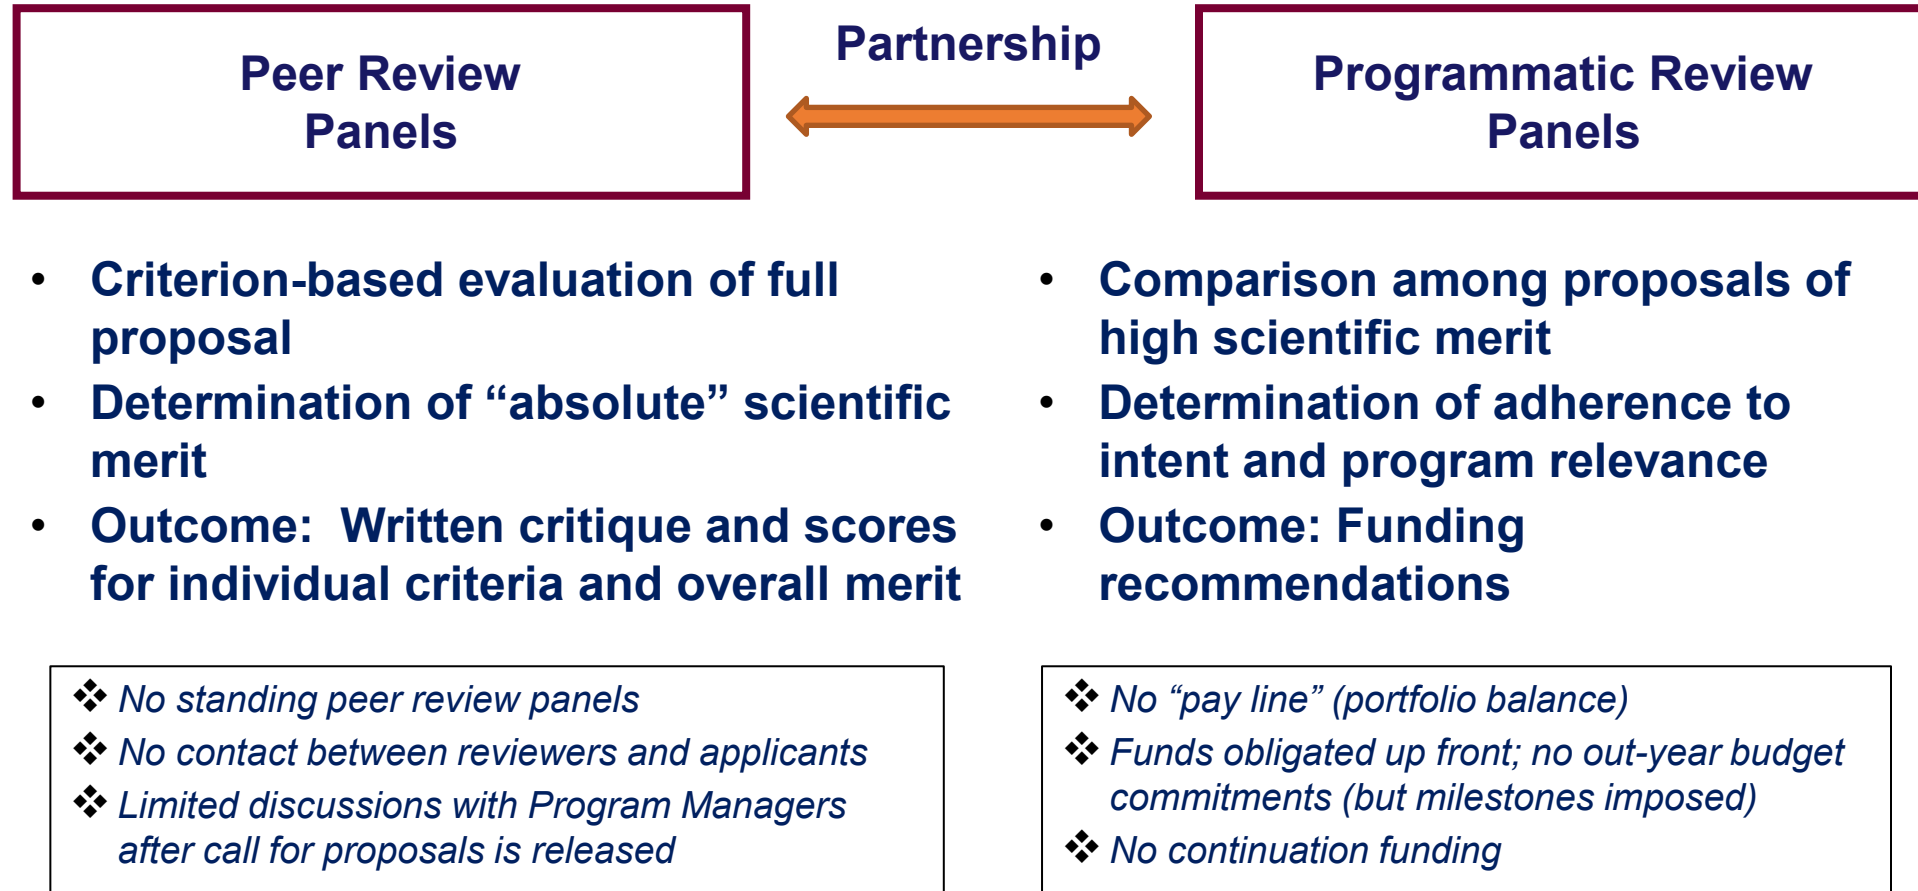 Peer Review
Panels
Partnership
Programmatic Review
Panels
• Criterion-based evaluation of full
proposal
• Determination of “absolute” scientific
merit
• Outcome:  Written critique and scores
for individual criteria and overall merit
• Comparison among proposals of
high scientific merit
• Determination of adherence to
intent and program relevance
• Outcome: Funding
recommendations
❖ No standing peer review panels
❖ No contact between reviewers and applicants
❖ Limited discussions with Program Managers
after call for proposals is released
❖ No “pay line” (portfolio balance)
❖ Funds obligated up front; no out-year budget
commitments (but milestones imposed)
❖ No continuation funding